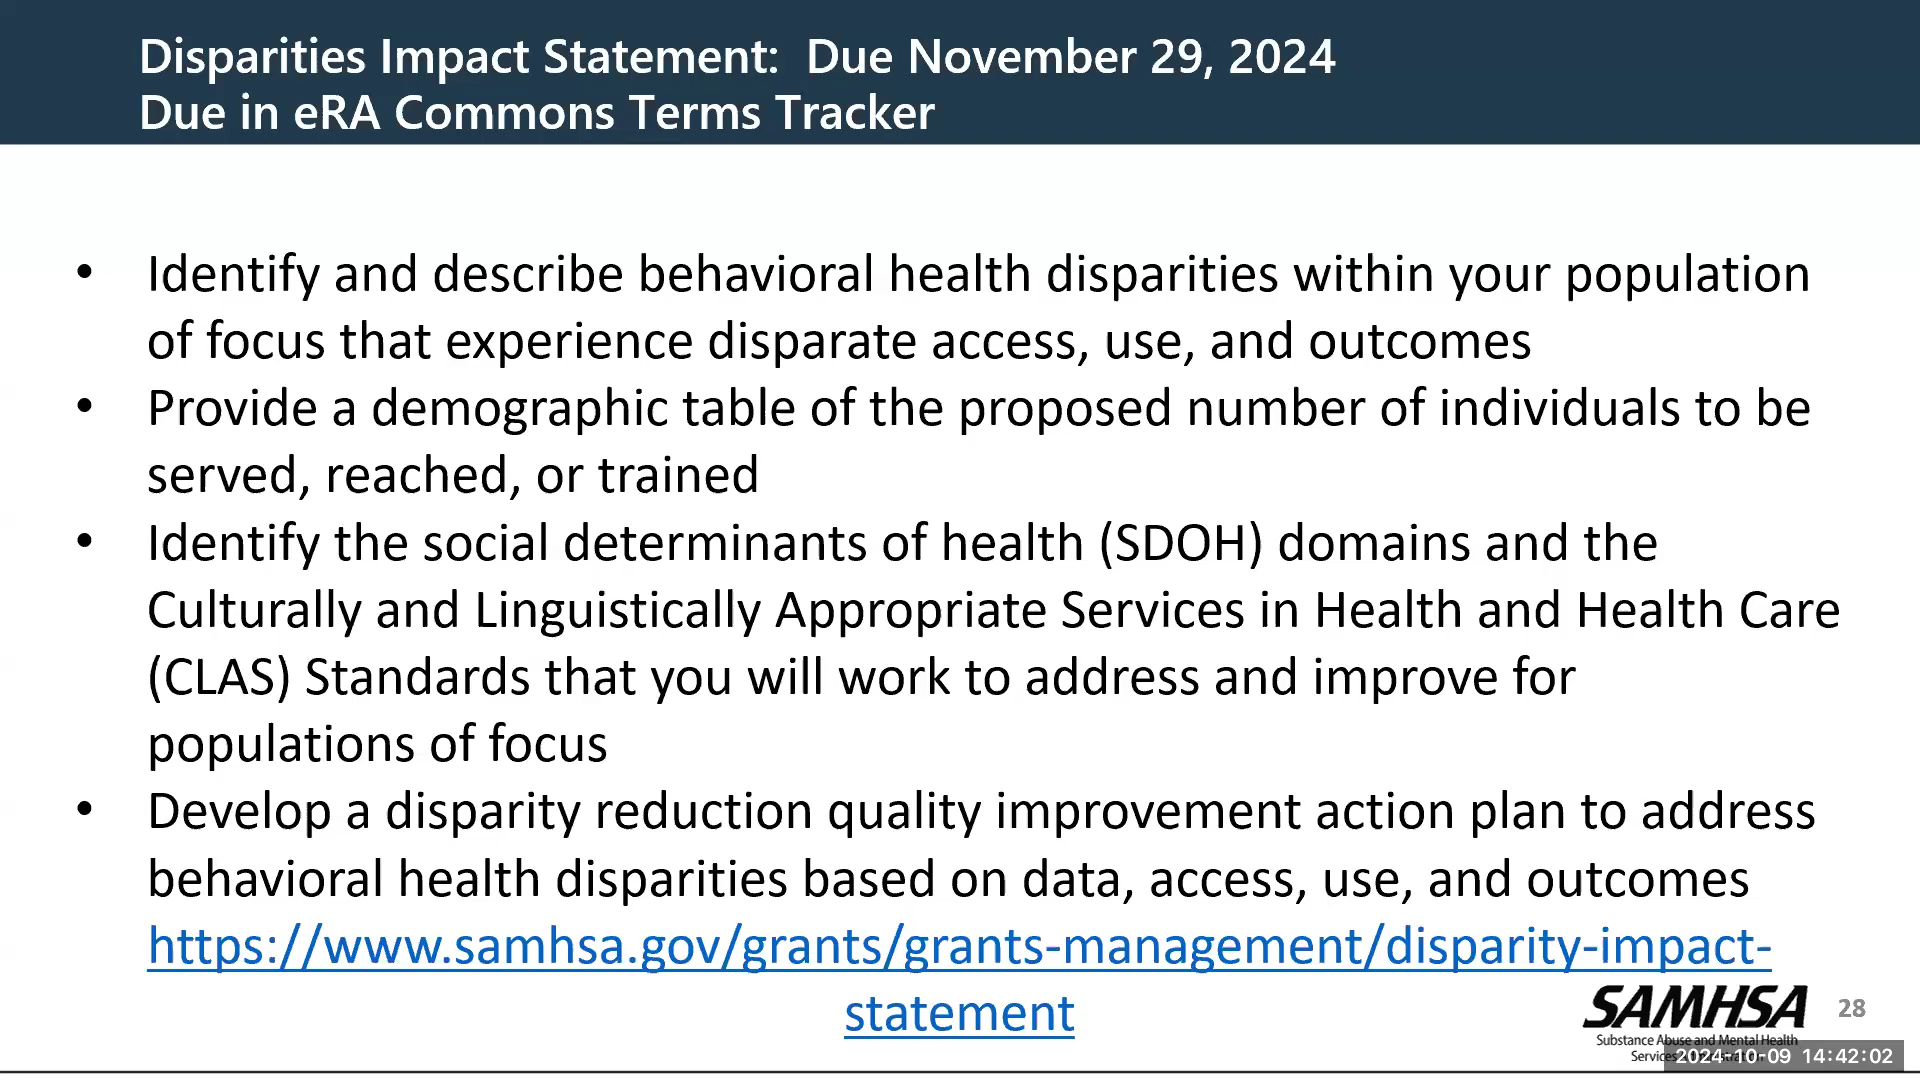 Disparities Impact Statement:  Due November 29, 2024
Due in eRA Commons Terms Tracker
• Identify and describe behavioral health disparities within your population
of focus that experience disparate access, use, and outcomes
• Provide a demographic table of the proposed number of individuals to be
served, reached, or trained
• Identify the social determinants of health (SDOH) domains and the
Culturally and Linguistically Appropriate Services in Health and Health Care
(CLAS) Standards that you will work to address and improve for
populations of focus
• Develop a disparity reduction quality improvement action plan to address
behavioral health disparities based on data, access, use, and outcomes
https://www.samhsa.gov/grants/grants-management/disparity-impact-
statement
SAMHSA
Substance Abuse and Mental Health
Services
28
2024-10-09 14:42:02